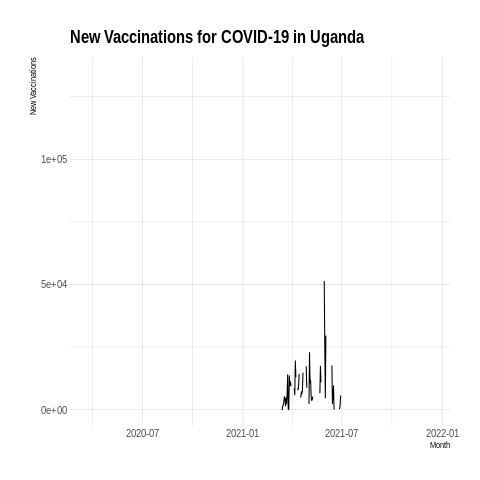 New Vaccinations for COVID-19 in Uganda
New Vaccinations
1e+05
5e+04
0e+00
2020-07 2021-01 2021-07 2022-01
Month